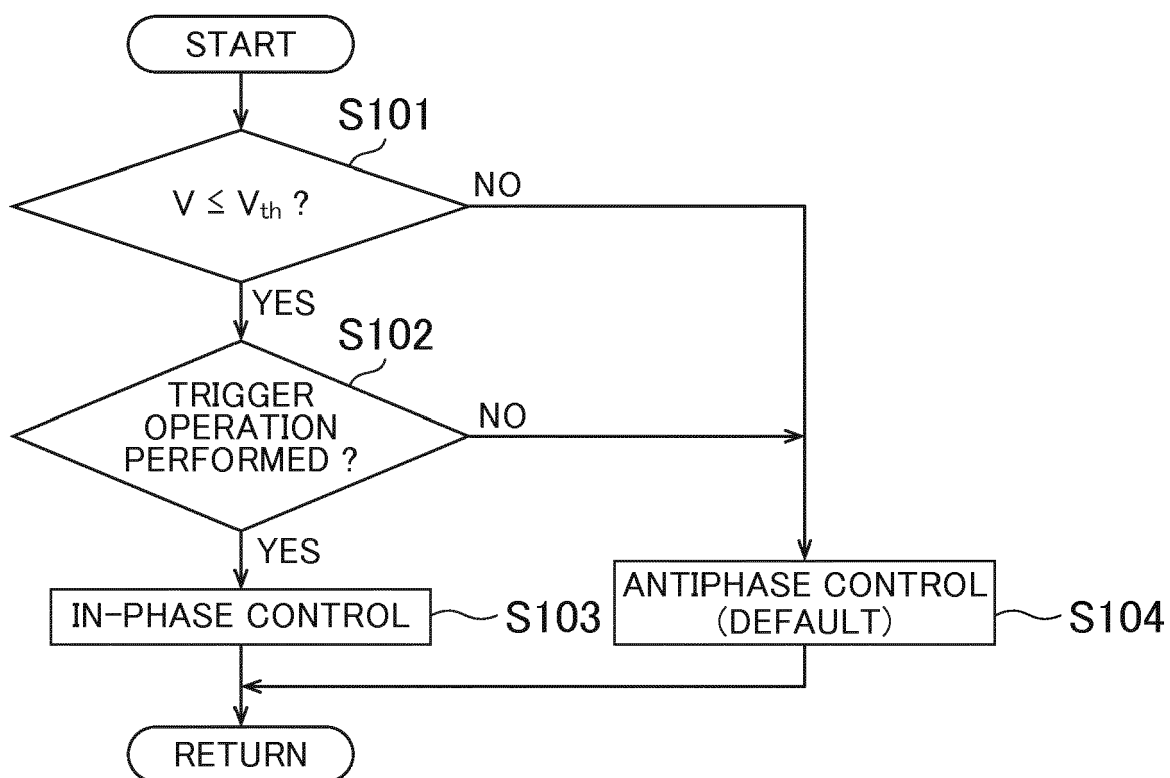 START
S101
V ≤ Vth ?
NO
YES
S102
TRIGGER
OPERATION
PERFORMED ?
NO
YES
IN-PHASE CONTROL
S103
ANTIPHASE CONTROL
(DEFAULT)
S104
RETURN